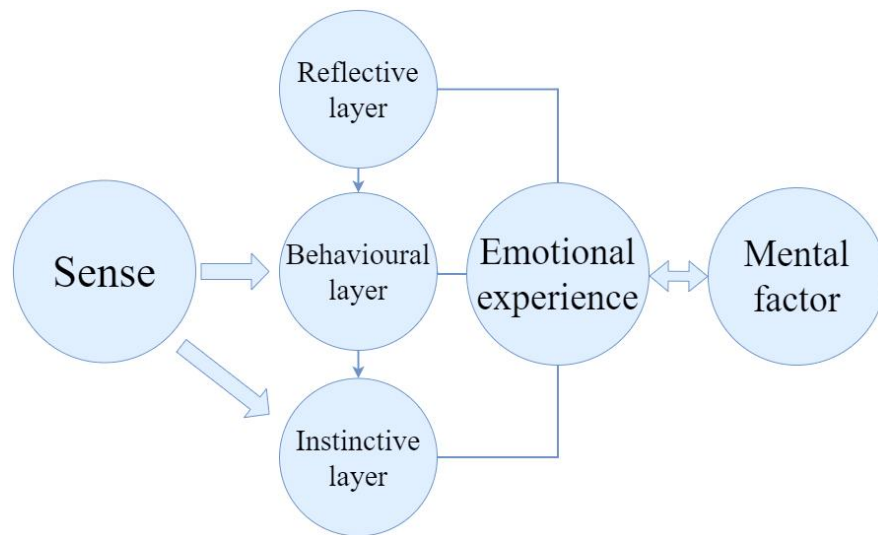 Reflective
layer
Sense
Behavioural
layer
Emotional
experience
Mental
factor
Instinctive
layer